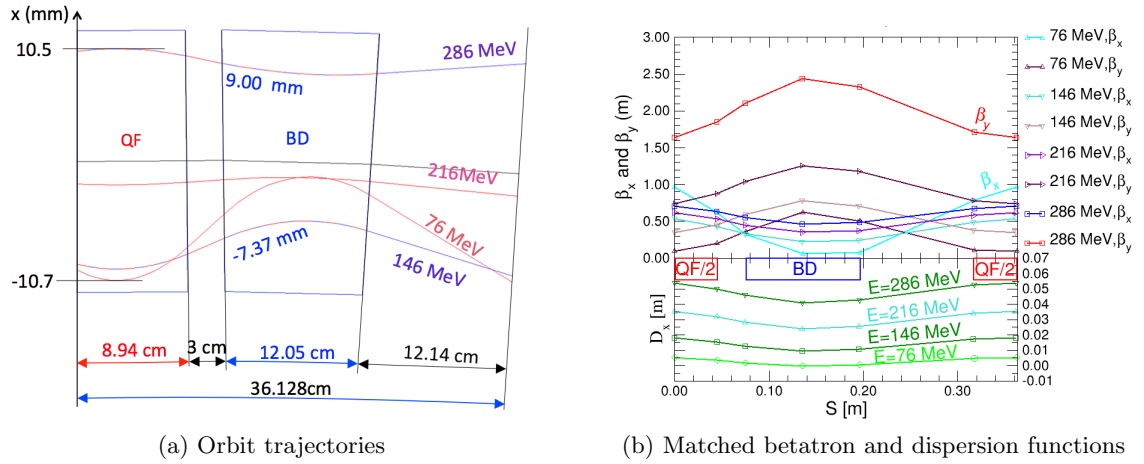 x (mm)
10.5
286 MeV
9.00 mm
QF
BD
216MeV
76 MeV
-7.37 mm
146 MeV
-10.7
8.94 cm
3 cm
12.05 cm
12.14 cm
36.128cm
(a) Orbit trajectories
3.00
2.50
2.00
1.50
1.00
0.50
0.00
βx and βy (m)
βy
βx
76 MeV,βx
76 MeV,βy
146 MeV,βx
146 MeV,βy
216 MeV,βx
216 MeV,βy
286 MeV,βx
286 MeV,βy
QF/2
BD
QF/2
0.07
0.06
0.05
0.04
0.03
0.02
0.01
0.00
-0.01
Dx [m]
E=286 MeV
E=216 MeV
E=146 MeV
E=76 MeV
0.00
0.10
0.20
0.30
S [m]
(b) Matched betatron and dispersion functions